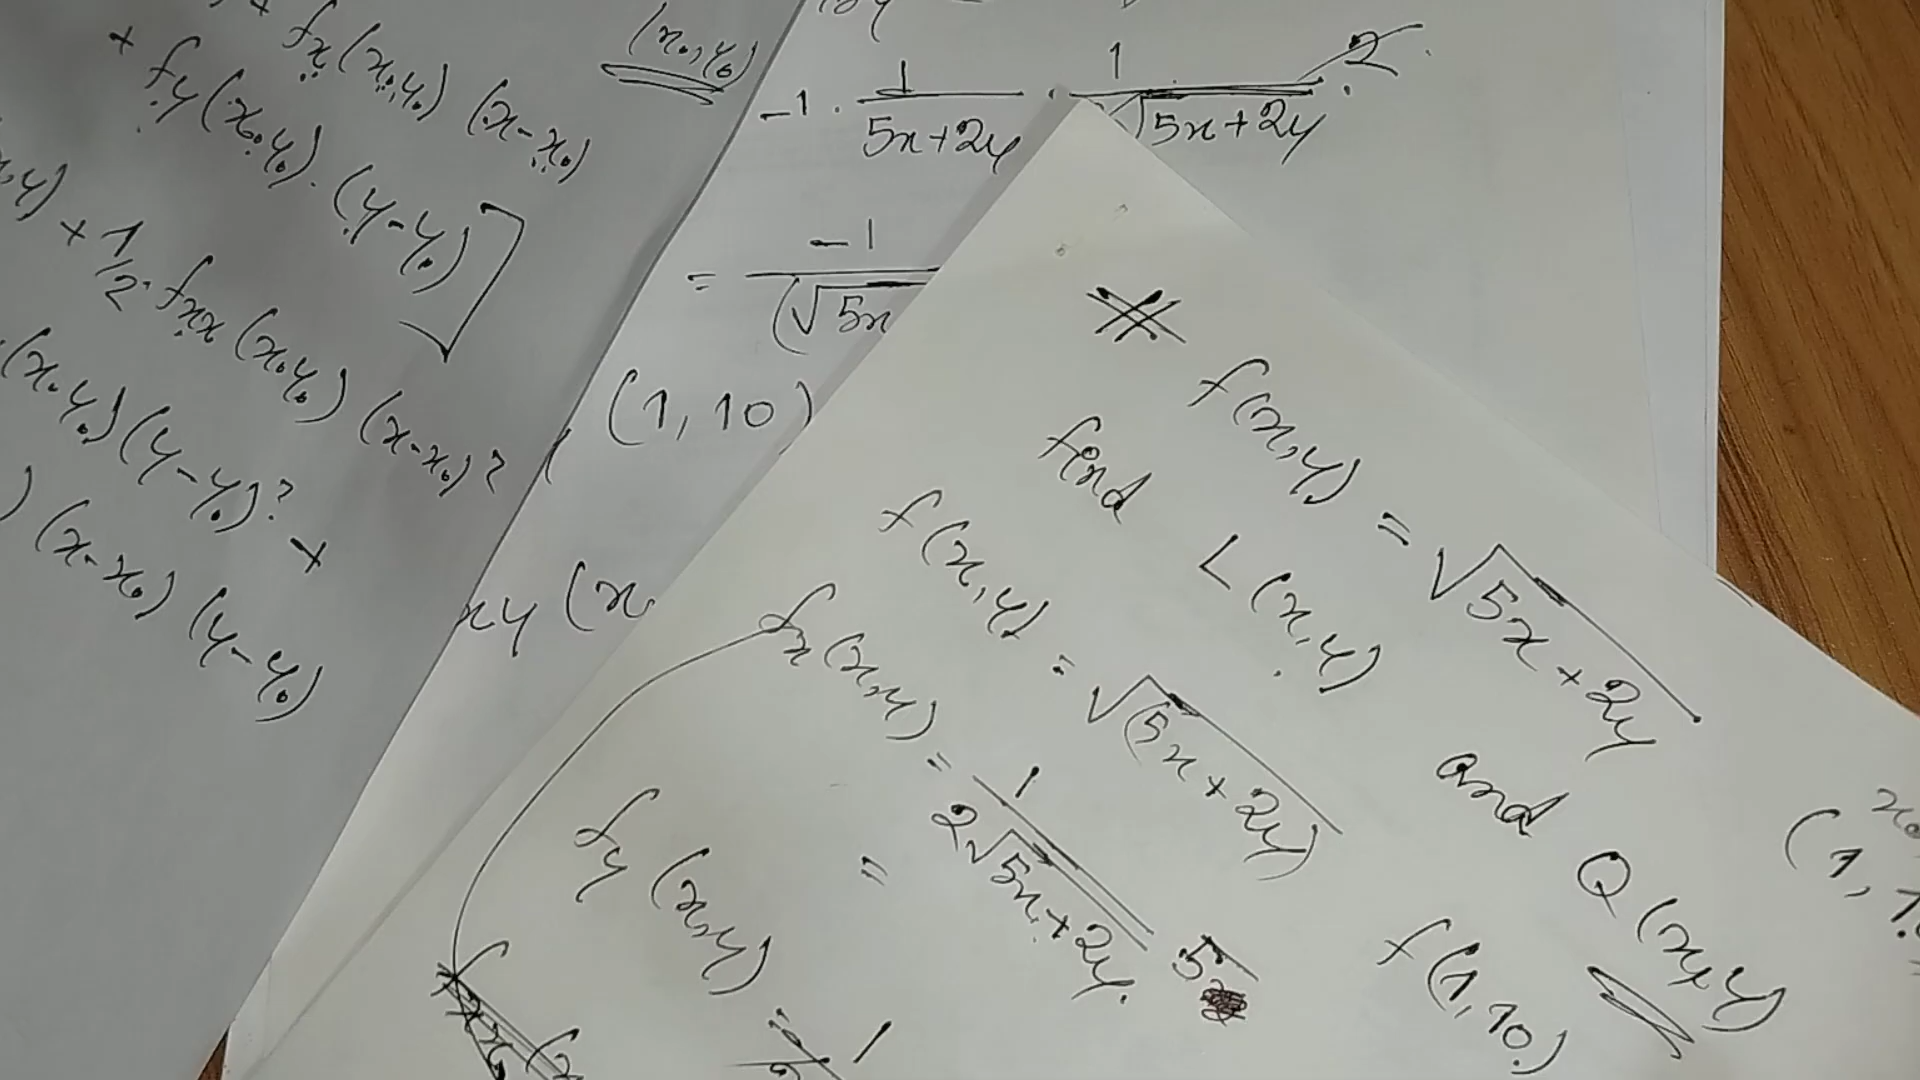 + fx (x₀,y₀) (x-x₀)
+ fy (x₀,y₀). (y-y₀) ]
+ 1/2. fxx (x₀,y₀) (x-x₀)²
(x₀,y₀) (y-y₀)² +
(x-x₀) (y-y₀)
(x₀,y₀)
-1 . 1/(5x+2y) . 1/√5x+2y . 2
= -1/(√5x
(1, 10)
xy (x
f(x,y) = √5x+2y
find L(x,y) and Q(x,y)
(1, 1
f(x,y) = √(5x+2y) f(1,10)
fx(x,y) = 1/2√5x+2y . 5
fy (x,y) =
= 1